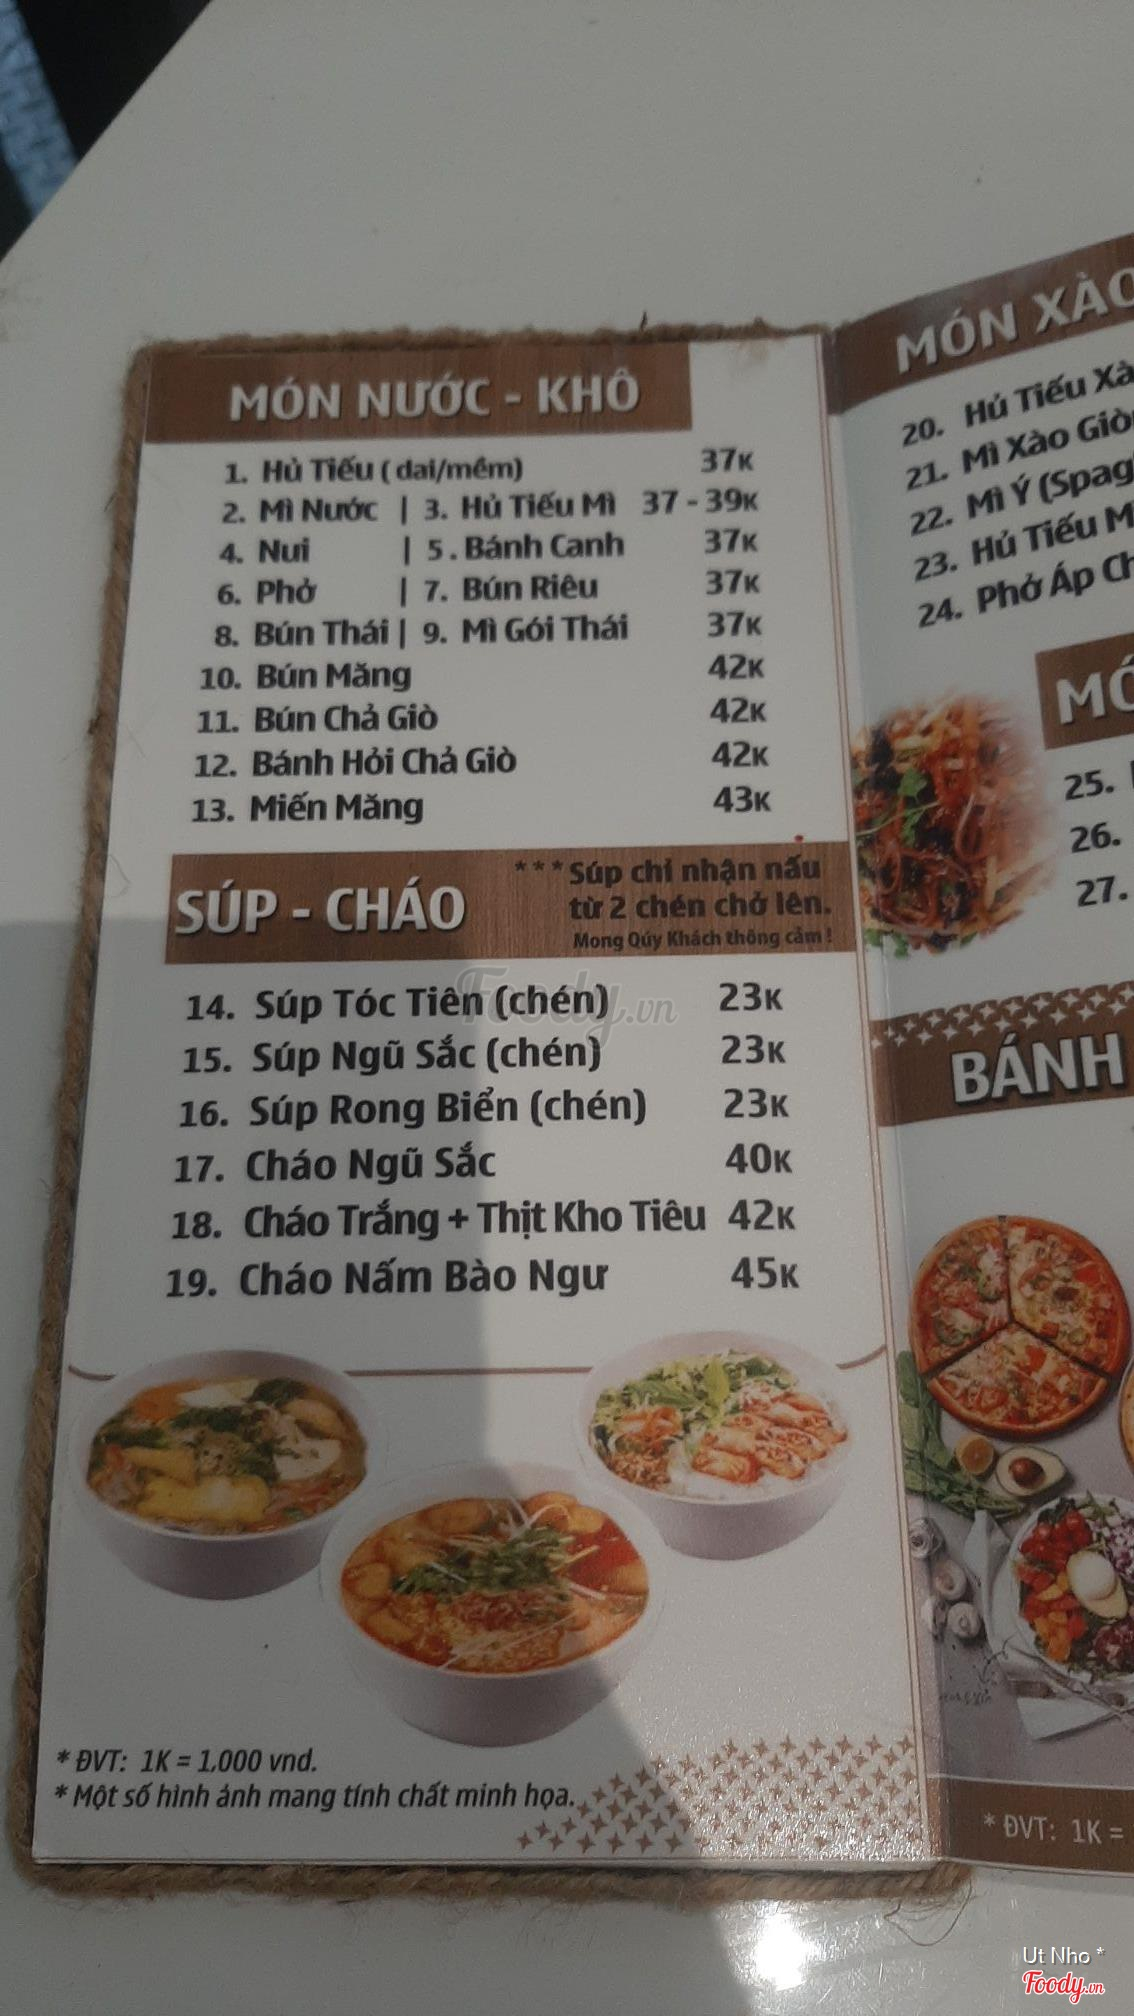 MÓN NƯỚC - KHÔ
1. Hủ Tiếu ( dai/mềm) 37K
2. Mì Nước | 3. Hủ Tiếu Mì 37 - 39K
4. Nui | 5. Bánh Canh 37K
6. Phở | 7. Bún Riêu 37K
8. Bún Thái | 9. Mì Gói Thái 37K
10. Bún Măng 42K
11. Bún Chả Giò 42K
12. Bánh Hỏi Chả Giò 42K
13. Miến Măng 43K
SÚP - CHÁO
***Súp chỉ nhận nấu
từ 2 chén chở lên.
Mong Qúy Khách thông cảm!
14. Súp Tóc Tiên (chén) 23K
15. Súp Ngũ Sắc (chén) 23K
16. Súp Rong Biển (chén) 23K
17. Cháo Ngũ Sắc 40K
18. Cháo Trắng + Thịt Kho Tiêu 42K
19. Cháo Nấm Bào Ngư 45K
Foody.vn
* ĐVT: 1K = 1,000 vnd.
* Một số hình ảnh mang tính chất minh họa.
MÓN XÀO
20. Hủ Tiếu Xà
21. Mì Xào Giò
22. Mì Ý (Spag
23. Hủ Tiếu M
24. Phở Áp Ch
MÓ
25.
26.
27.
BÁNH
* ĐVT: 1K =
Ut Nho *
Foody.vn